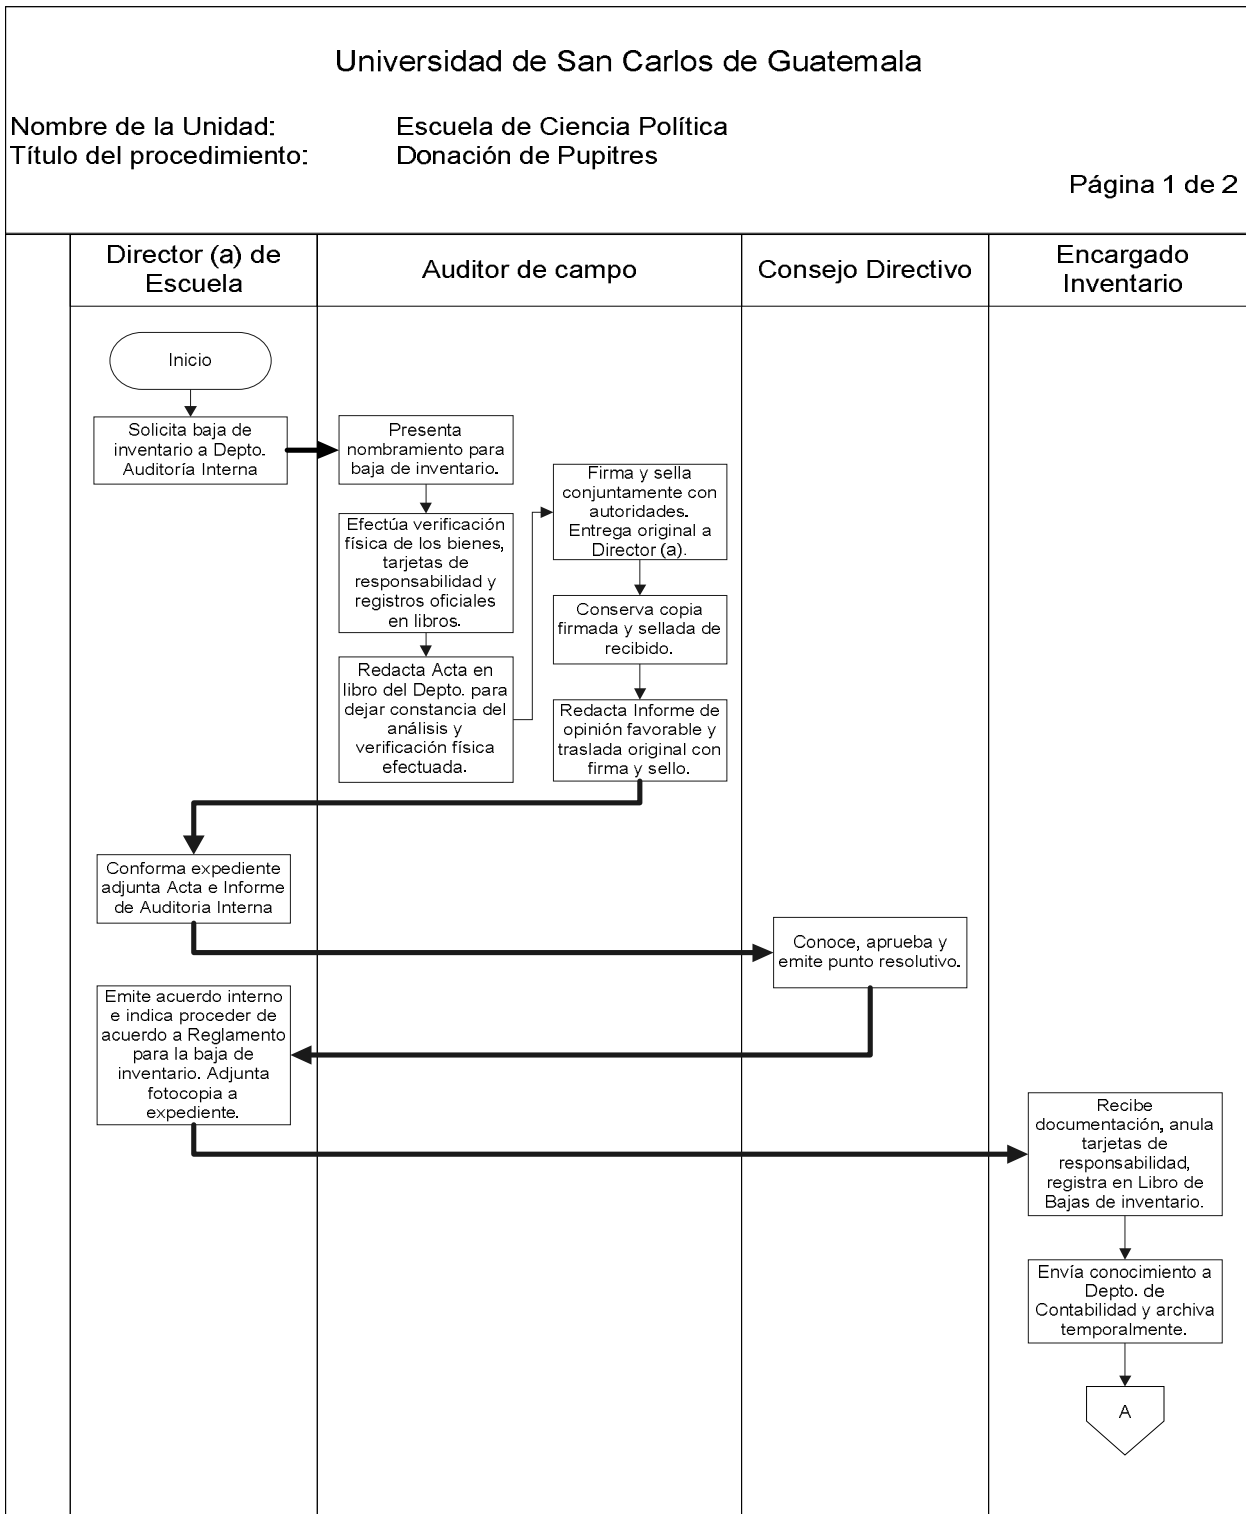 Universidad de San Carlos de Guatemala
Nombre de la Unidad: Escuela de Ciencia Política
Título del procedimiento: Donación de Pupitres
Página 1 de 2
Director (a) de
Escuela
Auditor de campo
Consejo Directivo
Encargado
Inventario
Inicio
Solicita baja de
inventario a Depto.
Auditoría Interna
Presenta
nombramiento para
baja de inventario.
Efectúa verificación
física de los bienes,
tarjetas de
responsabilidad y
registros oficiales
en libros.
Redacta Acta en
libro del Depto. para
dejar constancia del
análisis y
verificación física
efectuada.
Firma y sella
conjuntamente con
autoridades.
Entrega original a
Director (a).
Conserva copia
firmada y sellada de
recibido.
Redacta Informe de
opinión favorable y
traslada original con
firma y sello.
Conforma expediente
adjunta Acta e Informe
de Auditoria Interna
Conoce, aprueba y
emite punto resolutivo.
Emite acuerdo interno
e indica proceder de
acuerdo a Reglamento
para la baja de
inventario. Adjunta
fotocopia a
expediente.
Recibe
documentación, anula
tarjetas de
responsabilidad,
registra en Libro de
Bajas de inventario.
Envía conocimiento a
Depto. de
Contabilidad y archiva
temporalmente.
A